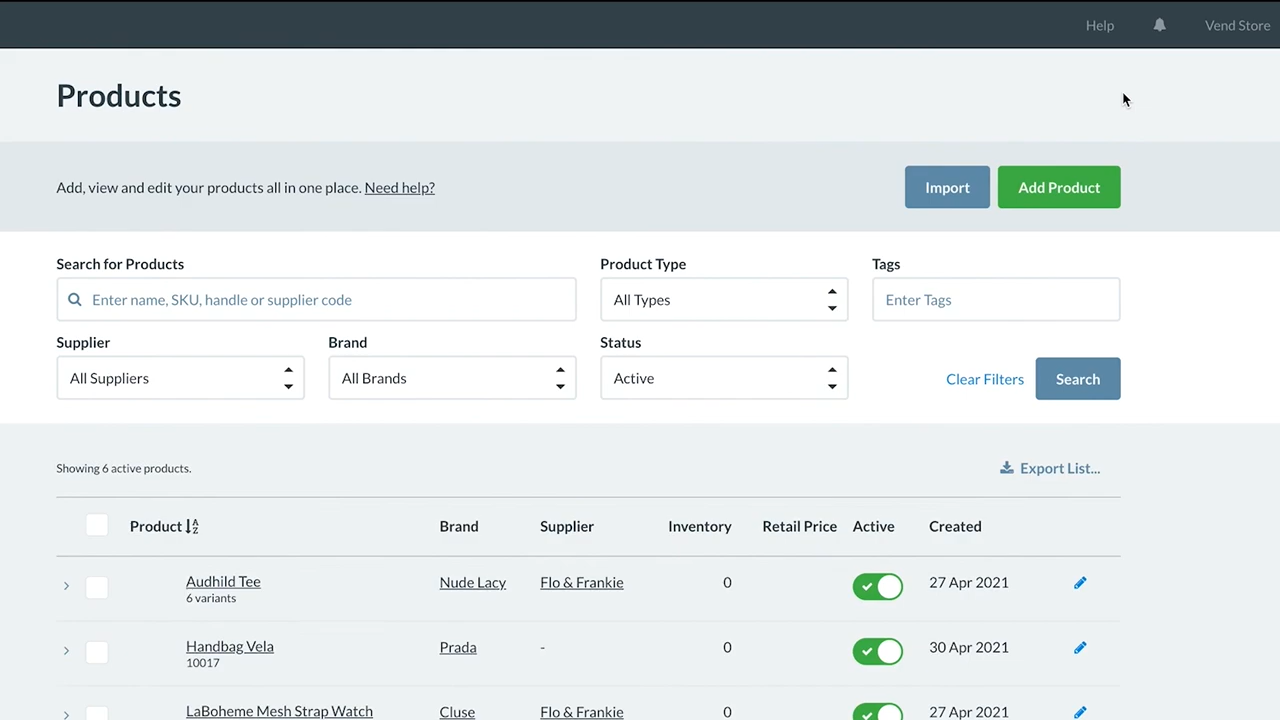 Help Vend Store
Products
Add, view and edit your products all in one place. Need help?
Import Add Product
Search for Products Product Type Tags
Enter name, SKU, handle or supplier code All Types Enter Tags
Supplier Brand Status
All Suppliers All Brands Active Clear Filters Search
Showing 6 active products. Export List...
Product Brand Supplier Inventory Retail Price Active Created
Audhild Tee Nude Lacy Flo & Frankie 0 27 Apr 2021
6 variants
Handbag Vela Prada - 0 30 Apr 2021
10017
LaBoheme Mesh Strap Watch Cluse Flo & Frankie 0 27 Apr 2021